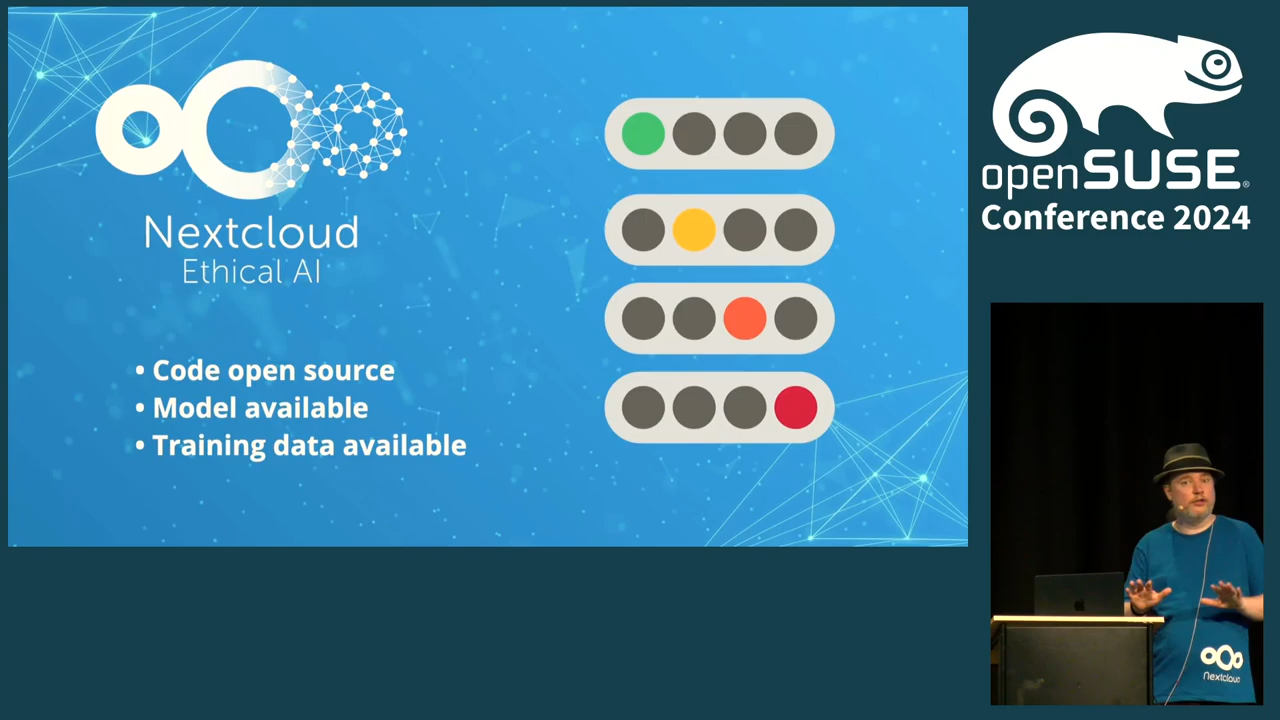 Nextcloud
Ethical AI
• Code open source
• Model available
• Training data available
openSUSE®
Conference 2024
Nextcloud